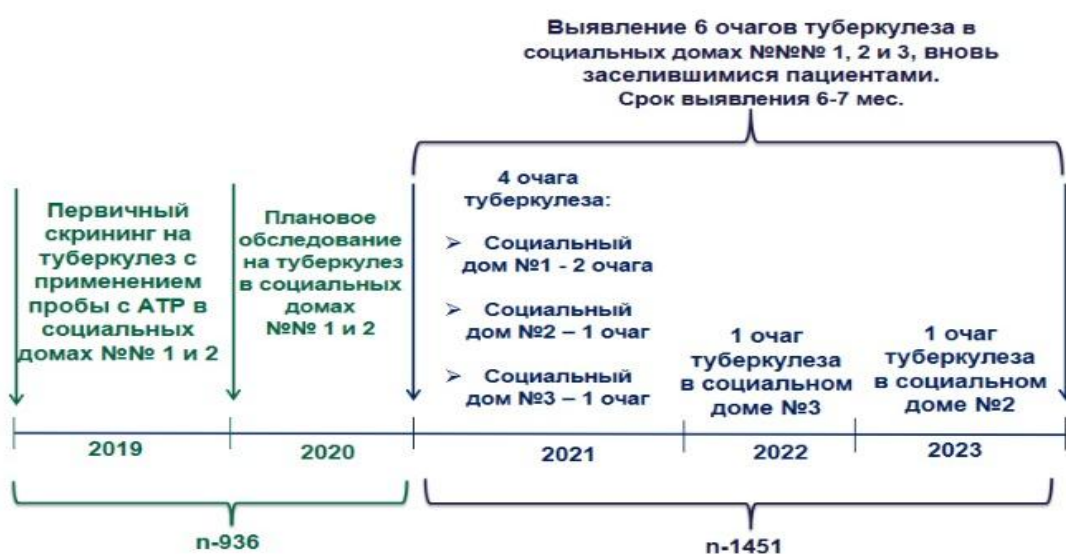 Выявление 6 очагов туберкулеза в
социальных домах №№№ 1, 2 и 3, вновь
заселившимися пациентами.
Срок выявления 6-7 мес.
Первичный
скрининг на
туберкулез с
применением
пробы с АТР в
социальных
домах №№ 1 и 2
Плановое
обследование
на туберкулез
в социальных
домах
№№ 1 и 2
4 очага
туберкулеза:
➢ Социальный
дом №1 - 2 очага
➢ Социальный
дом №2 – 1 очаг
➢ Социальный
дом №3 – 1 очаг
1 очаг
туберкулеза
в социальном
доме №3
1 очаг
туберкулеза
в социальном
доме №2
2019
2020
2021
2022
2023
n-936
n-1451